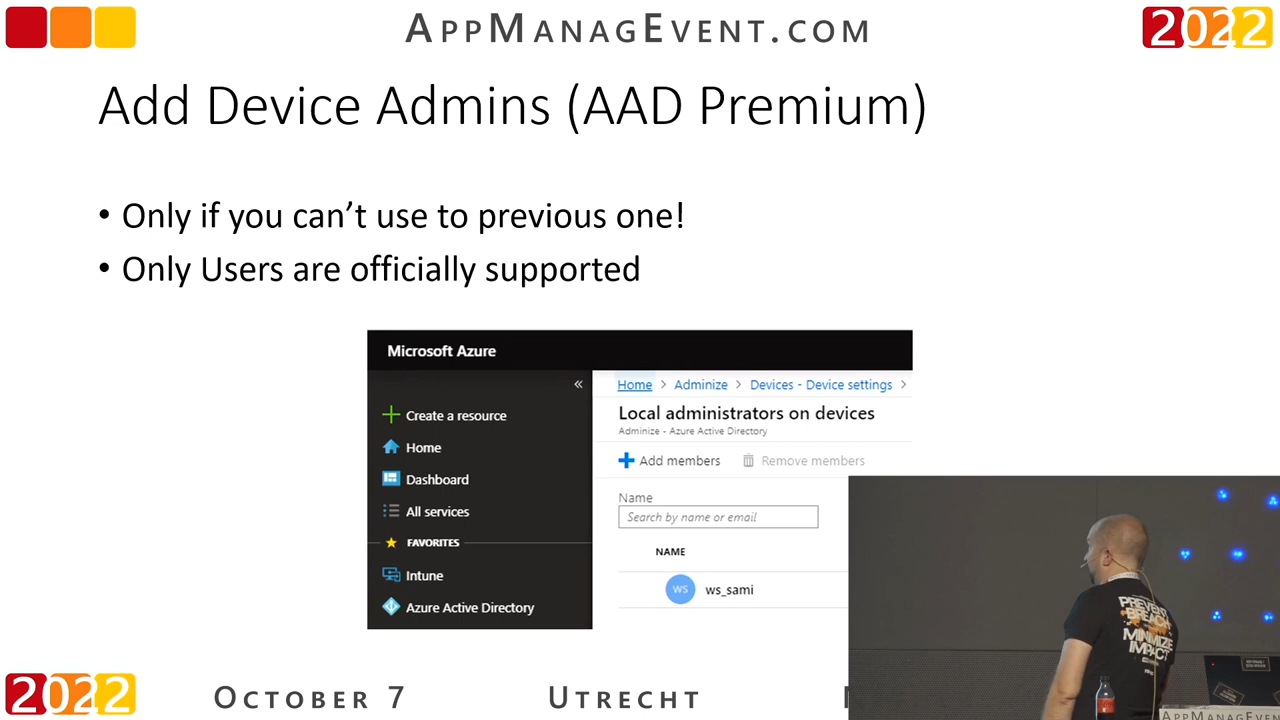 APPMANAGEVENT.COM
2022
Add Device Admins (AAD Premium)
• Only if you can't use to previous one!
• Only Users are officially supported
Microsoft Azure
«
Create a resource
Home
Dashboard
All services
FAVORITES
Intune
Azure Active Directory
Home > Adminize > Devices - Device settings >
Local administrators on devices
Adminize - Azure Active Directory
Add members
Remove members
Name
Search by name or email
NAME
WS ws_sami
PREVENT
BREACH
MINIMIZE
IMPACT
APPMANAGEEVEN
2022
OCTOBER 7
UTRECHT